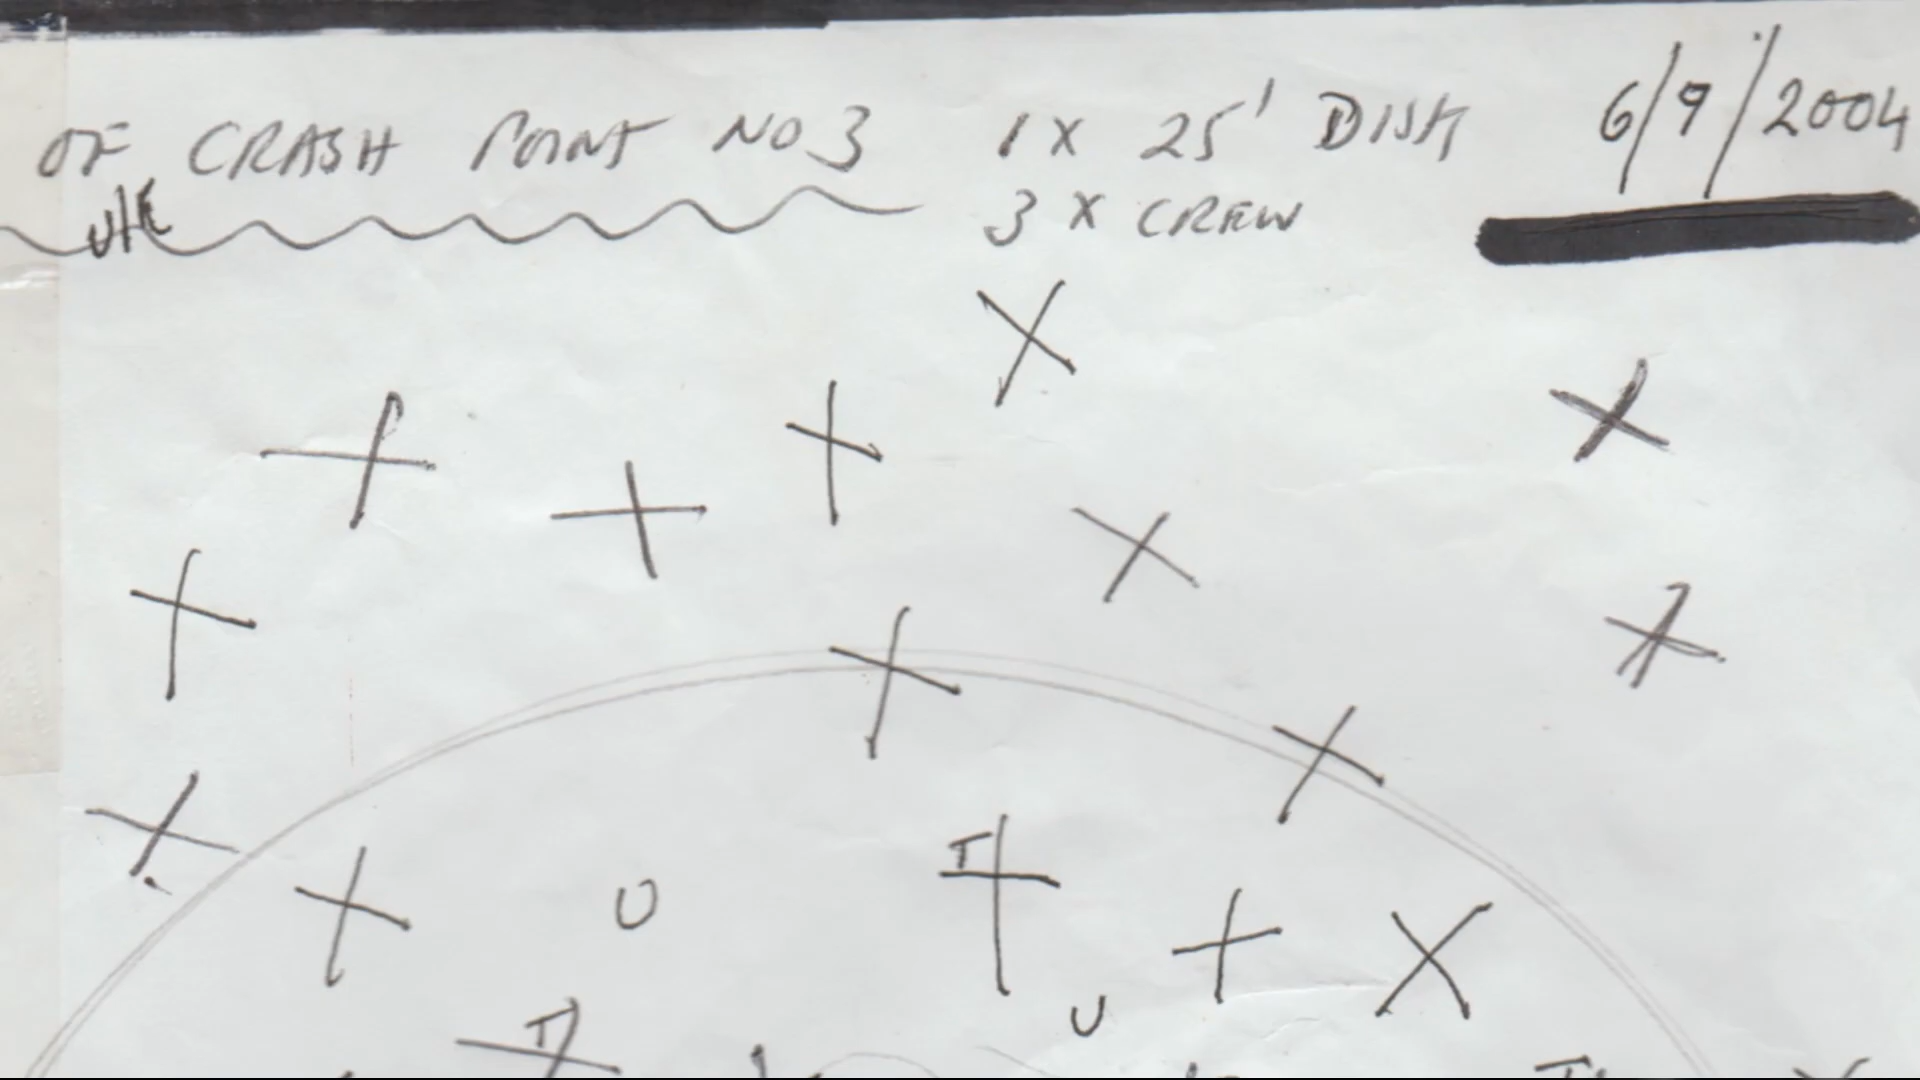 OF CRASH POINT NO 3 1 X 25' DISK 6/9/2004
3 X CREW
U
T
U
T